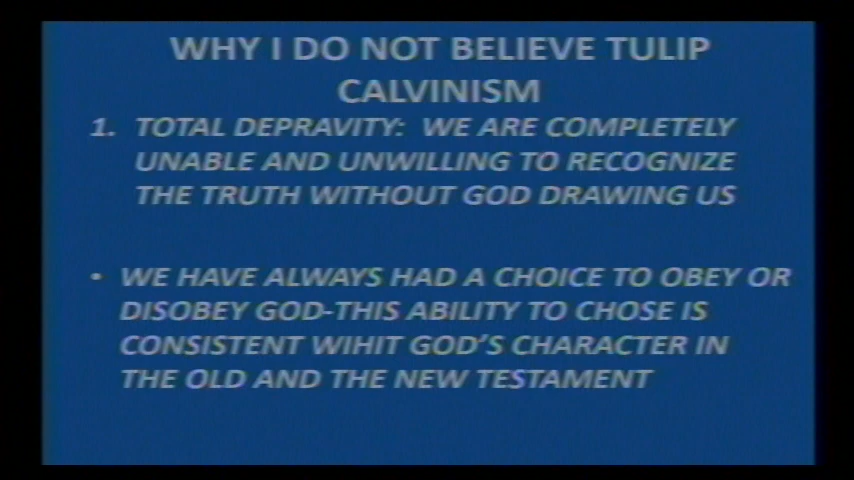 WHY I DO NOT BELIEVE TULIP
CALVINISM
1. TOTAL DEPRAVITY: WE ARE COMPLETELY
UNABLE AND UNWILLING TO RECOGNIZE
THE TRUTH WITHOUT GOD DRAWING US
• WE HAVE ALWAYS HAD A CHOICE TO OBEY OR
DISOBEY GOD-THIS ABILITY TO CHOSE IS
CONSISTENT WIHIT GOD'S CHARACTER IN
THE OLD AND THE NEW TESTAMENT